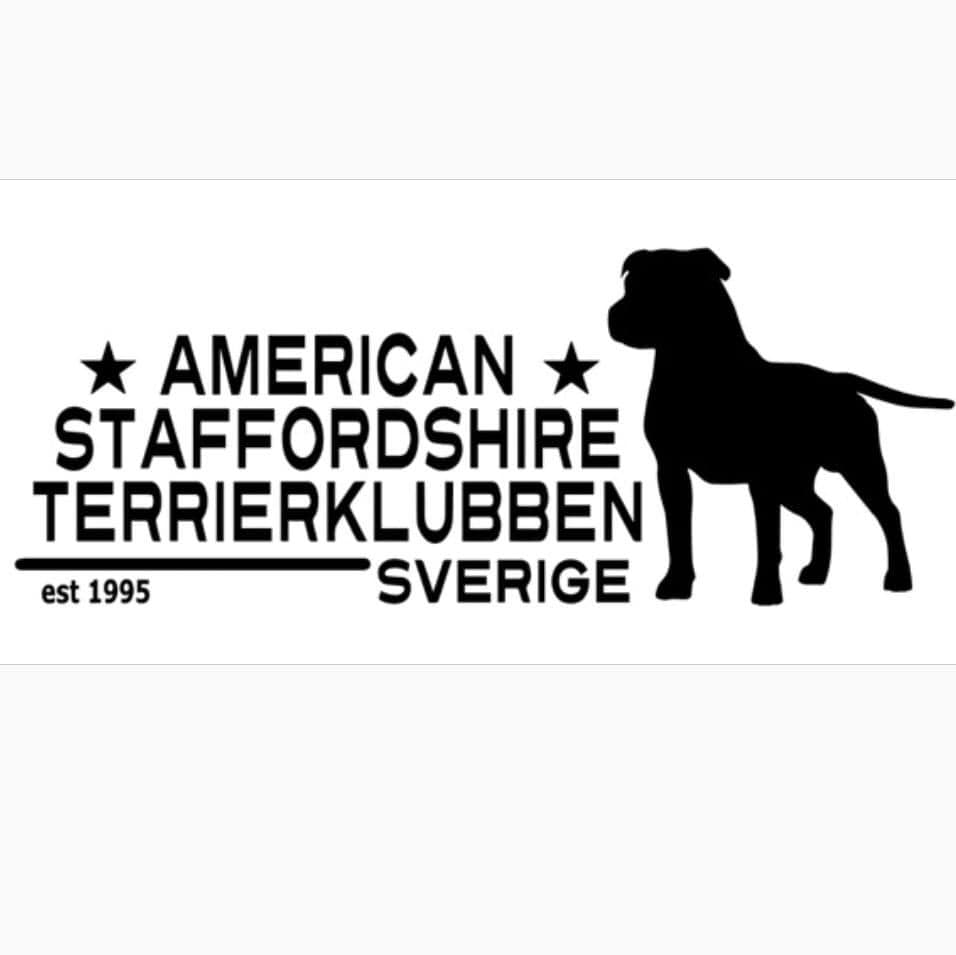 AMERICAN
STAFFORDSHIRE
TERRIERKLUBBEN
SVERIGE
est 1995